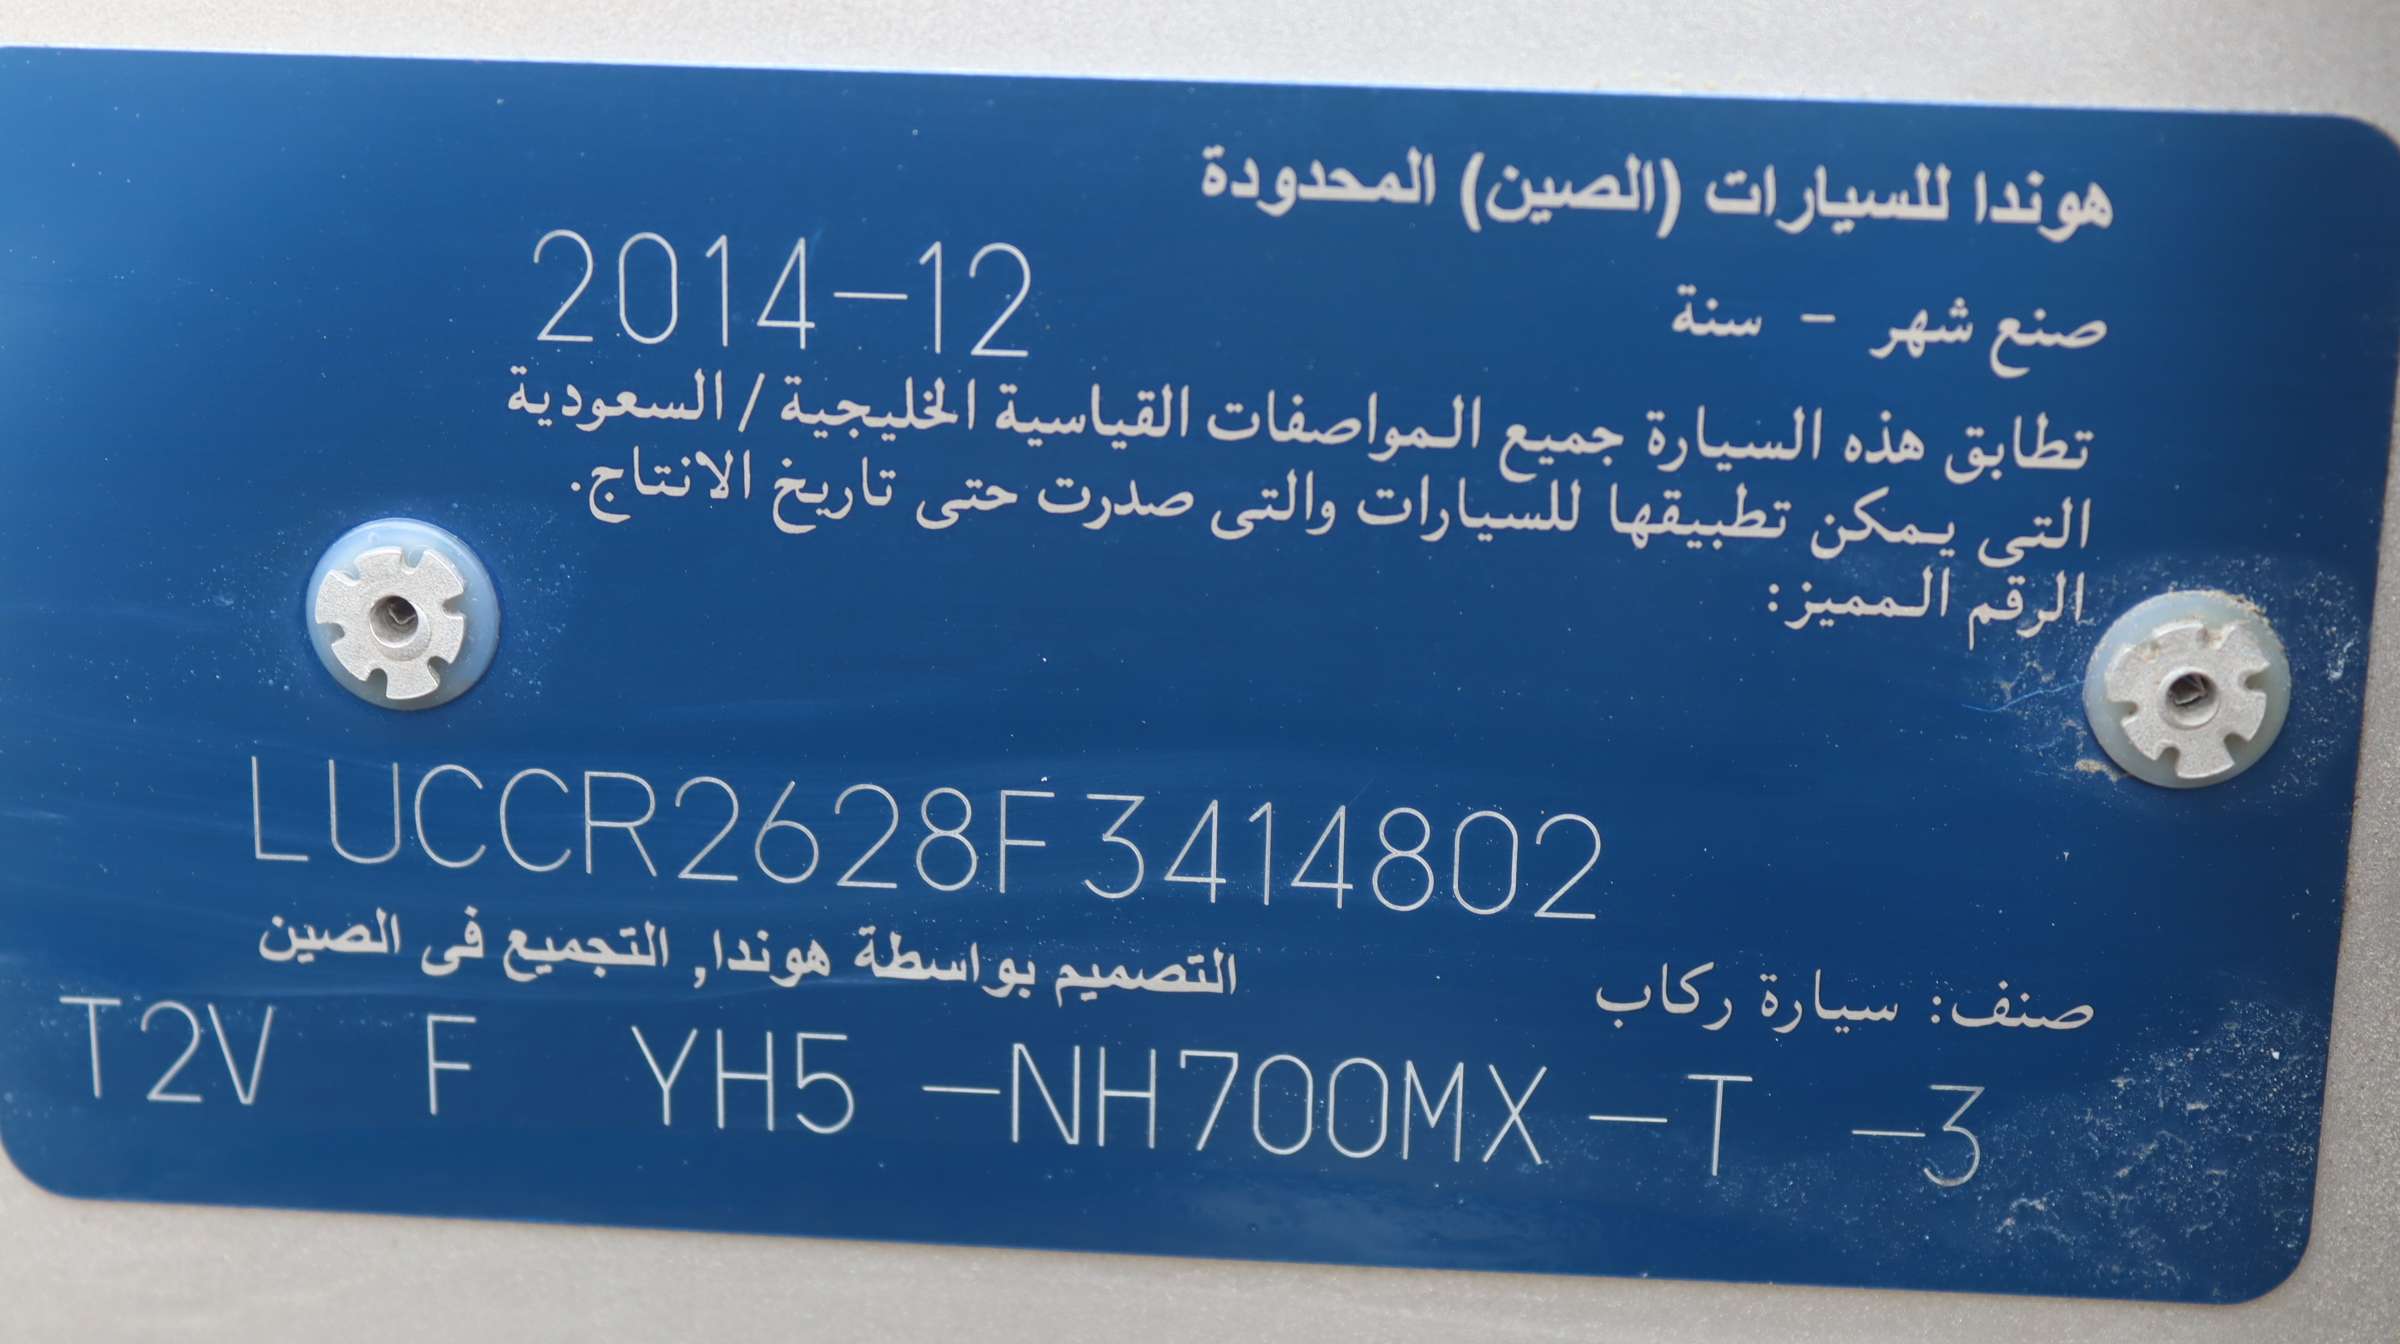 هوندا للسيارات (الصين) المحدودة
صنع شهر - سنة 2014-12
تطابق هذه السيارة جميع المواصفات القياسية الخليجية / السعودية
التى يمكن تطبيقها للسيارات والتى صدرت حتى تاريخ الانتاج.
الرقم المميز:
LUCCR2628F3414802
صنف: سيارة ركاب التصميم بواسطة هوندا, التجميع فى الصين
T2V F YH5 -NH700MX-T -3